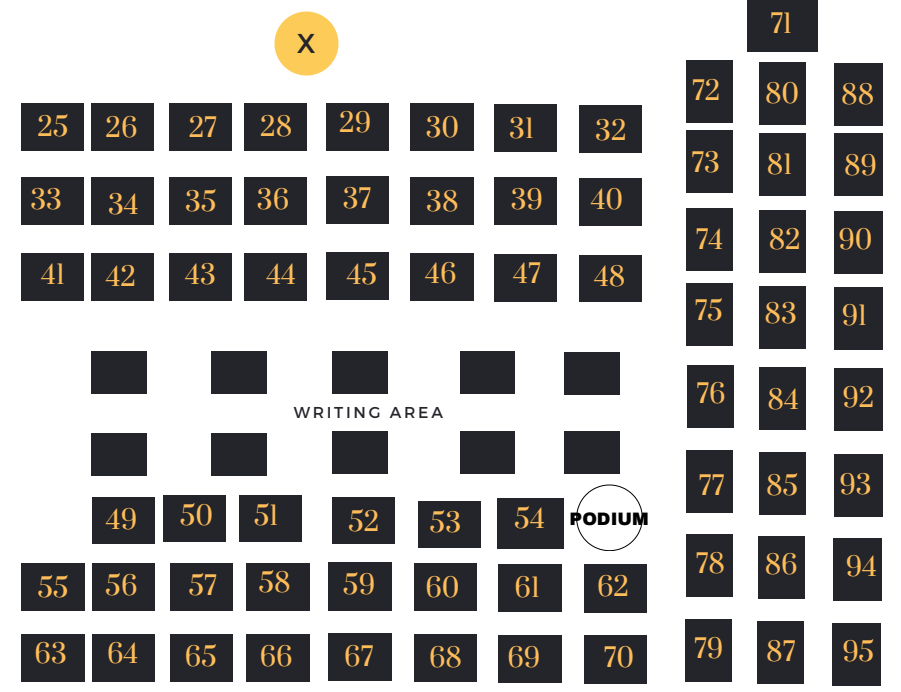 X
71
72 80 88
25 26 27 28 29 30 31 32
73 81 89
33 34 35 36 37 38 39 40
74 82 90
41 42 43 44 45 46 47 48
75 83 91
76 84 92
WRITING AREA
77 85 93
49 50 51 52 53 54 PODIUM
78 86 94
55 56 57 58 59 60 61 62
79 87 95
63 64 65 66 67 68 69 70